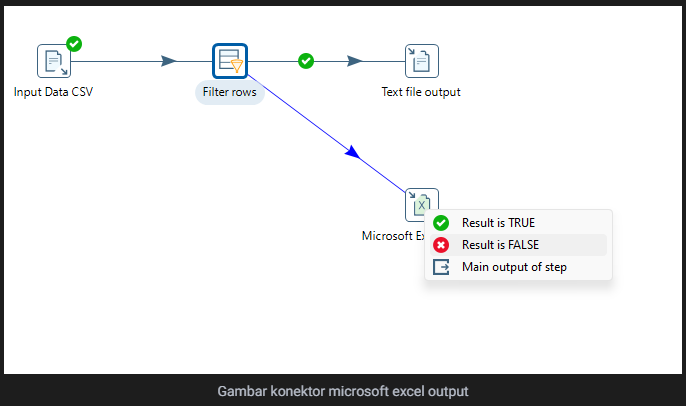 Input Data CSV
Filter rows
Text file output
Microsoft
Result is TRUE
Result is FALSE
Main output of step
Gambar konektor microsoft excel output